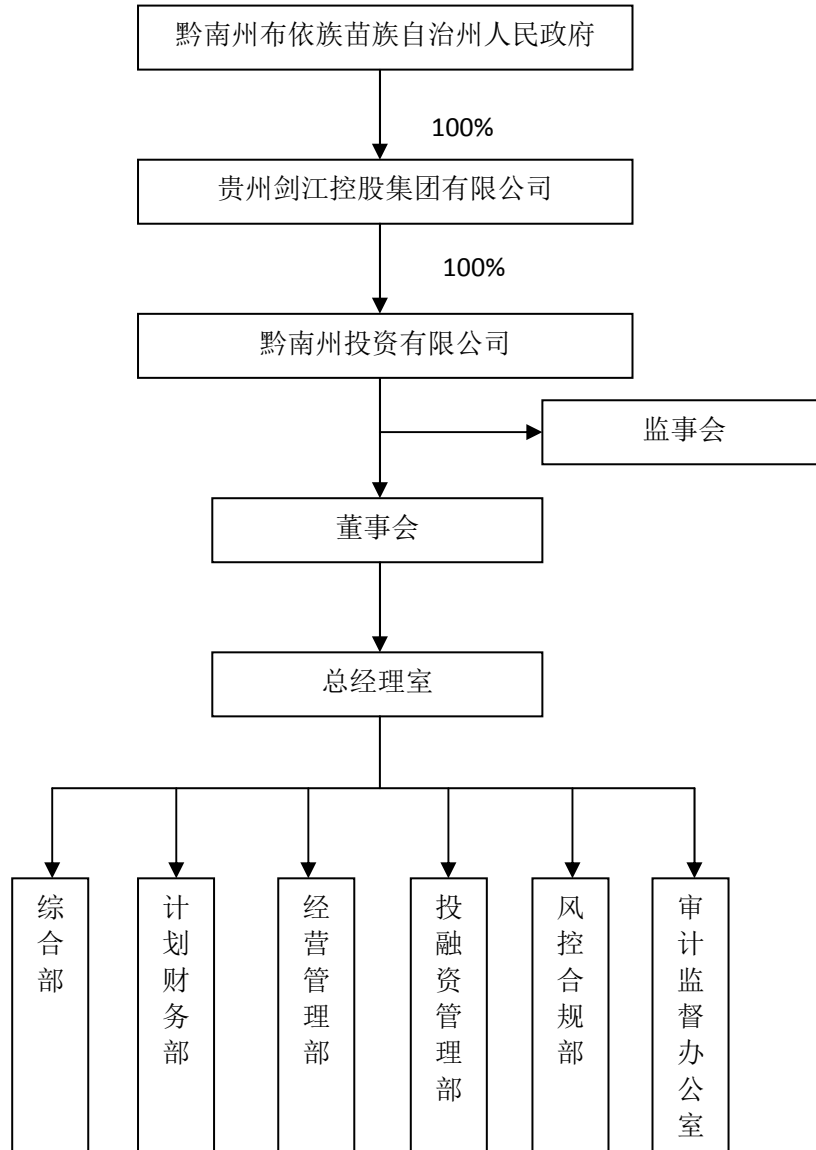 黔南州布依族苗族自治州人民政府
100%
贵州剑江控股集团有限公司
100%
黔南州投资有限公司
监事会
董事会
总经理室
综合部
计划财务部
经营管理部
投融资管理部
风控合规部
审计监督办公室